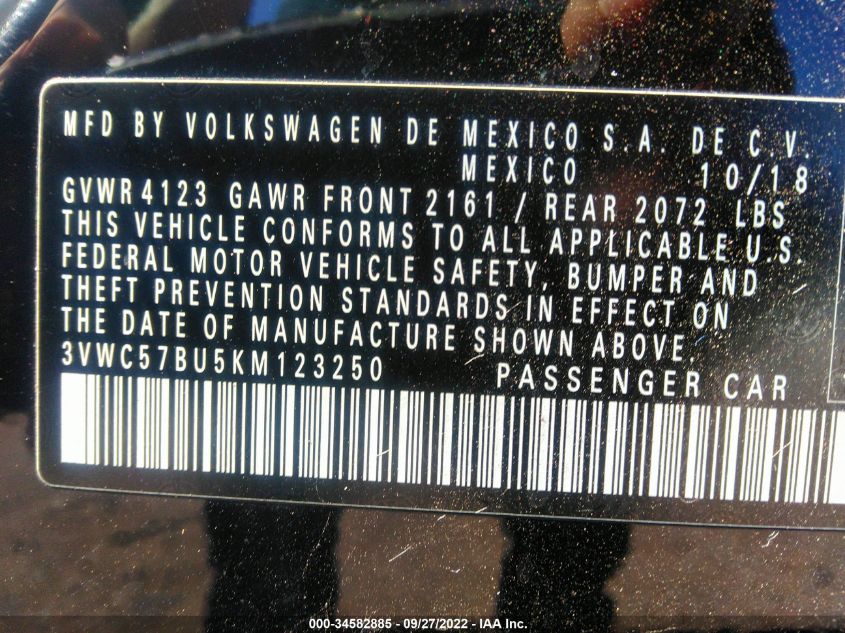 MFD BY VOLKSWAGEN DE MEXICO S.A. DE C.V.
MEXICO 10/18
GVWR 4123 GAWR FRONT 2161 / REAR 2072 LBS
THIS VEHICLE CONFORMS TO ALL APPLICABLE U.S.
FEDERAL MOTOR VEHICLE SAFETY, BUMPER AND
THEFT PREVENTION STANDARDS IN EFFECT ON
THE DATE OF MANUFACTURE SHOWN ABOVE.
3VWC57BU5KM123250 PASSENGER CAR
000-34582885 - 09/27/2022 - IAA Inc.